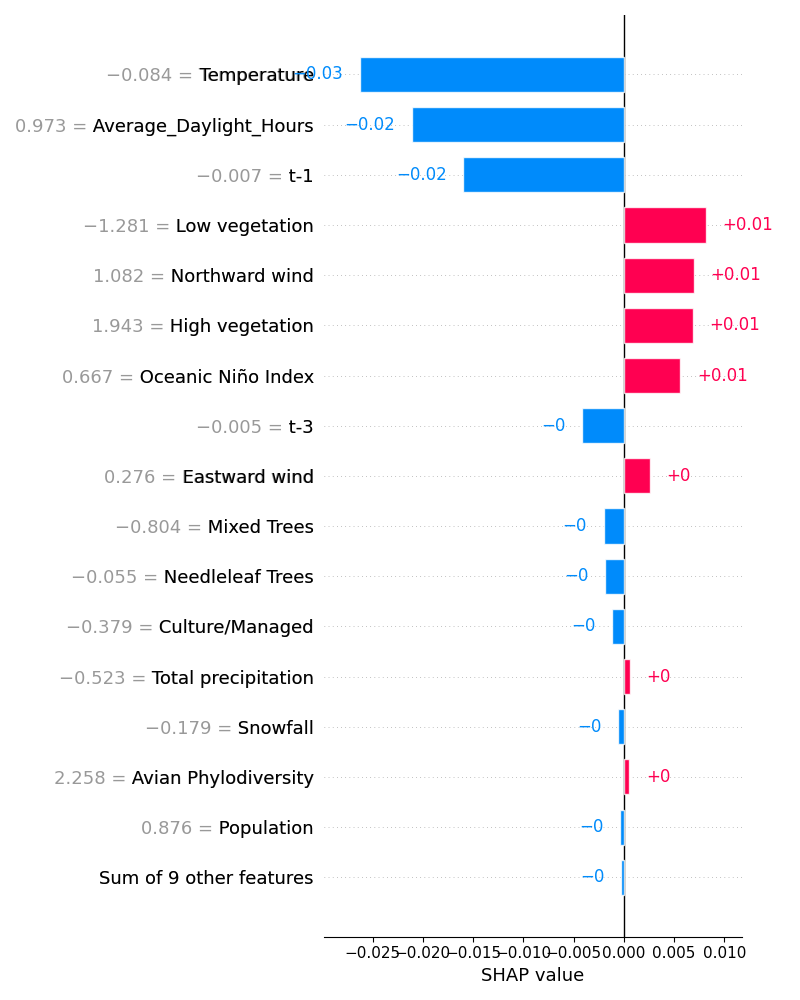 −0.084 = Temperature −0.03
0.973 = Average_Daylight_Hours −0.02
−0.007 = t-1 −0.02
−1.281 = Low vegetation +0.01
1.082 = Northward wind +0.01
1.943 = High vegetation +0.01
0.667 = Oceanic Niño Index +0.01
−0.005 = t-3 −0
0.276 = Eastward wind +0
−0.804 = Mixed Trees −0
−0.055 = Needleleaf Trees −0
−0.379 = Culture/Managed −0
−0.523 = Total precipitation +0
−0.179 = Snowfall −0
2.258 = Avian Phylodiversity +0
0.876 = Population −0
Sum of 9 other features −0
−0.025 −0.020 −0.015 −0.010 −0.005 0.000 0.005 0.010
SHAP value